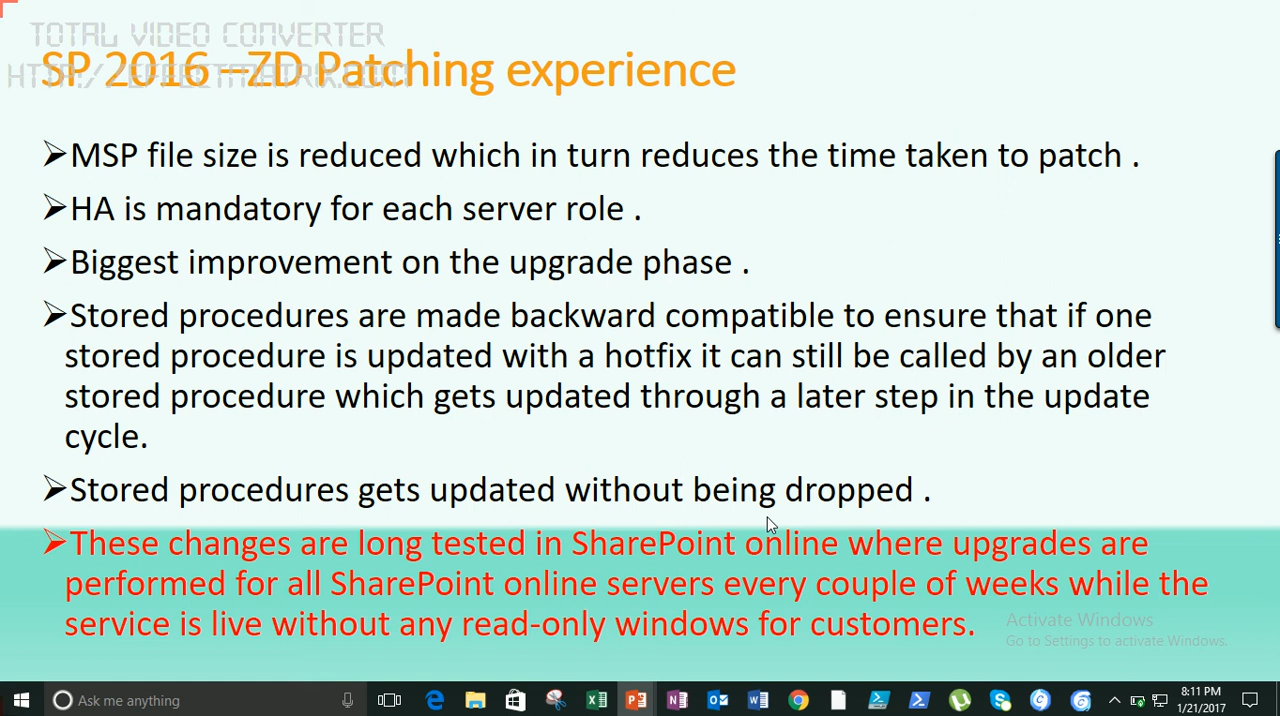 TOTAL VIDEO CONVERTER
HTTP://EFFECTMATRIX.COM
SP 2016 –ZD Patching experience
➢MSP file size is reduced which in turn reduces the time taken to patch .
➢HA is mandatory for each server role .
➢Biggest improvement on the upgrade phase .
➢Stored procedures are made backward compatible to ensure that if one
stored procedure is updated with a hotfix it can still be called by an older
stored procedure which gets updated through a later step in the update
cycle.
➢Stored procedures gets updated without being dropped .
➢These changes are long tested in SharePoint online where upgrades are
performed for all SharePoint online servers every couple of weeks while the
service is live without any read-only windows for customers.
Activate Windows
Go to Settings to activate Windows.
Ask me anything
8:11 PM
1/21/2017